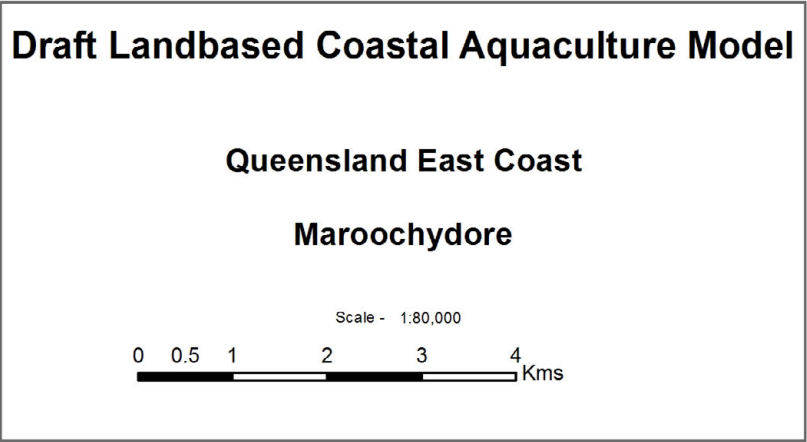 Draft Landbased Coastal Aquaculture Model
Queensland East Coast
Maroochydore
Scale - 1:80,000
0 0.5 1 2 3 4
Kms